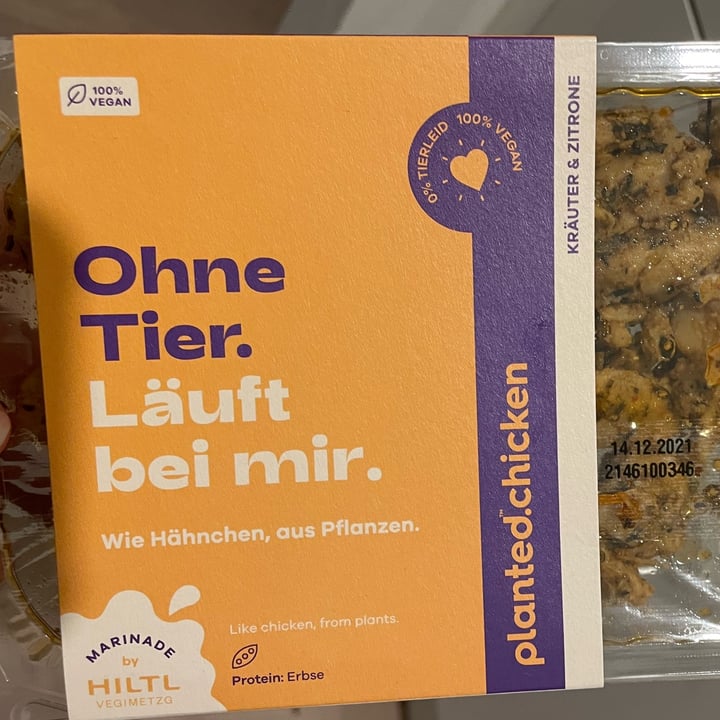 100%
VEGAN
0% TIERLEID 100% VEGAN
KRÄUTER & ZITRONE
Ohne
Tier.
Läuft
bei mir.
Wie Hähnchen, aus Pflanzen.
planted.chicken™
14.12.2021
2146100346
Like chicken, from plants.
Protein: Erbse
MARINADE
by
HILTL
VEGIMETZG